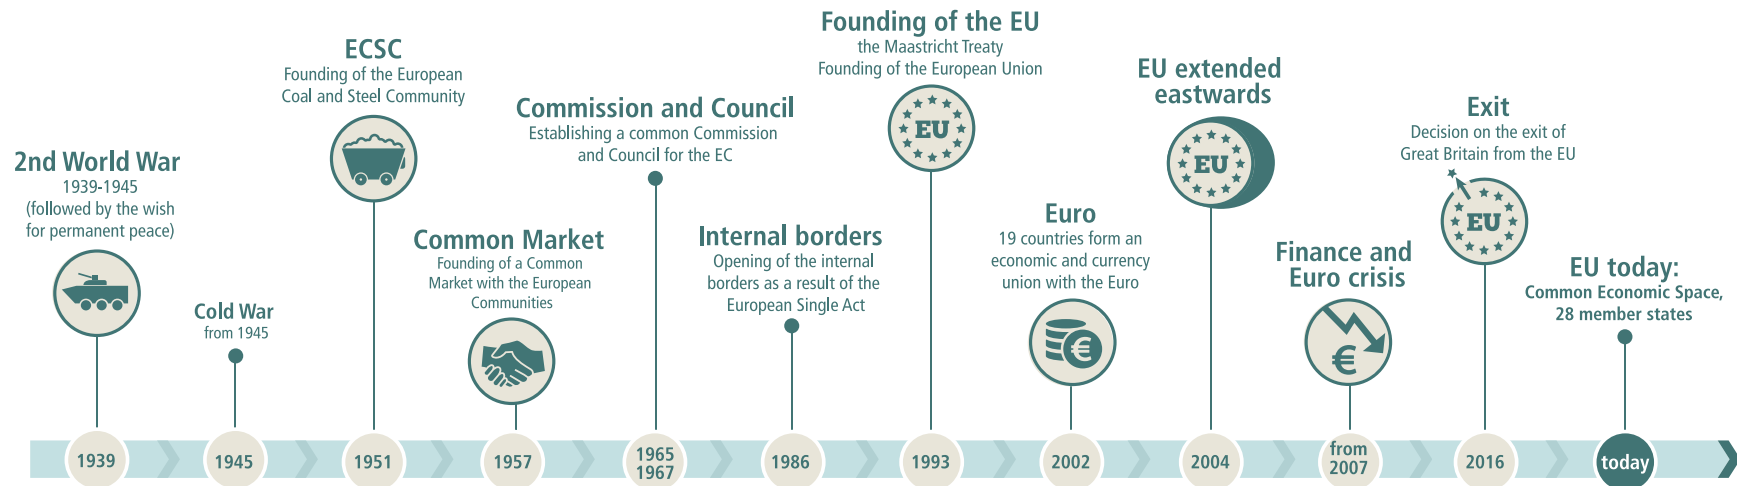 2nd World War
1939-1945
(followed by the wish
for permanent peace)
1939
Cold War
from 1945
1945
ECSC
Founding of the European
Coal and Steel Community
1951
Common Market
Founding of a Common
Market with the European
Communities
1957
Commission and Council
Establishing a common Commission
and Council for the EC
1965
1967
Internal borders
Opening of the internal
borders as a result of the
European Single Act
1986
Founding of the EU
the Maastricht Treaty
Founding of the European Union
EU
1993
Euro
19 countries form an
economic and currency
union with the Euro
€
2002
EU extended
eastwards
EU
2004
Finance and
Euro crisis
€
from
2007
Exit
Decision on the exit of
Great Britain from the EU
EU
2016
EU today:
Common Economic Space,
28 member states
today